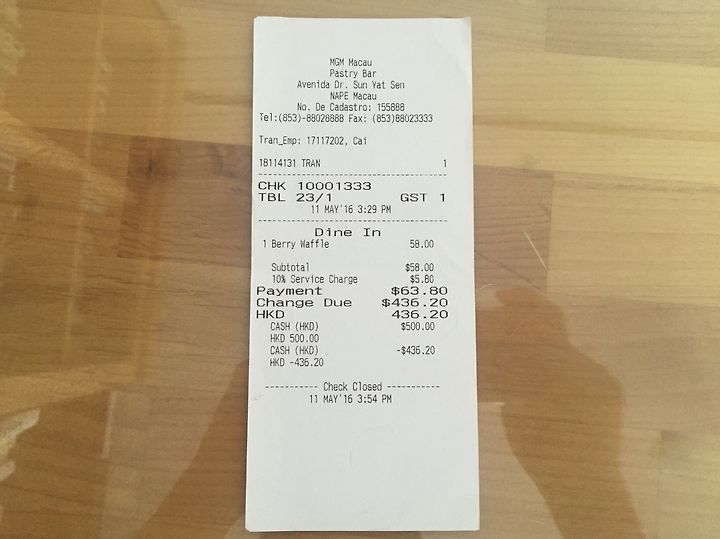 MGM Macau
Pastry Bar
Avenida Dr. Sun Yat Sen
NAPE Macau
No. De Cadastro: 155888
Tel:(853)-88028888 Fax: (853)88023333
Tran_Emp: 17117202, Cai
18114131 TRAN 1
CHK 10001333
TBL 23/1 GST 1
11 MAY'16 3:29 PM
Dine In
1 Berry Waffle 58.00
Subtotal $58.00
10% Service Charge $5.80
Payment $63.80
Change Due $436.20
HKD 436.20
CASH (HKD) $500.00
HKD 500.00
CASH (HKD) -$436.20
HKD -436.20
----------- Check Closed -----------
11 MAY'16 3:54 PM